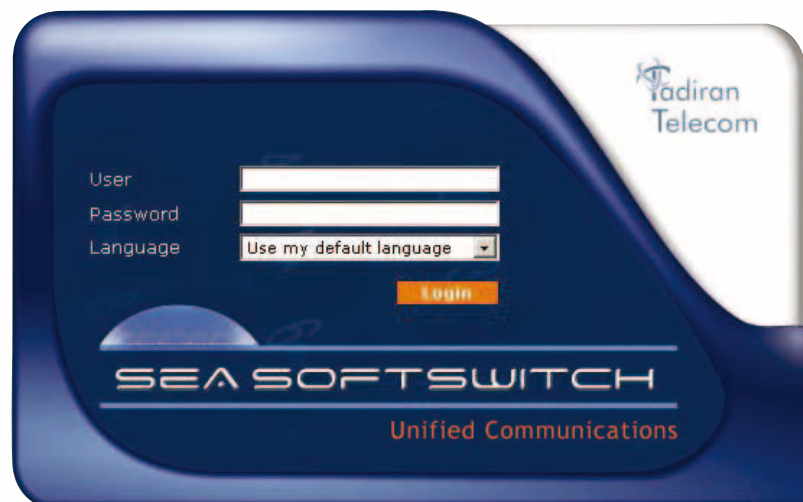 Tadiran
Telecom
User
Password
Language Use my default language
Login
SEA SOFTSWITCH
Unified Communications